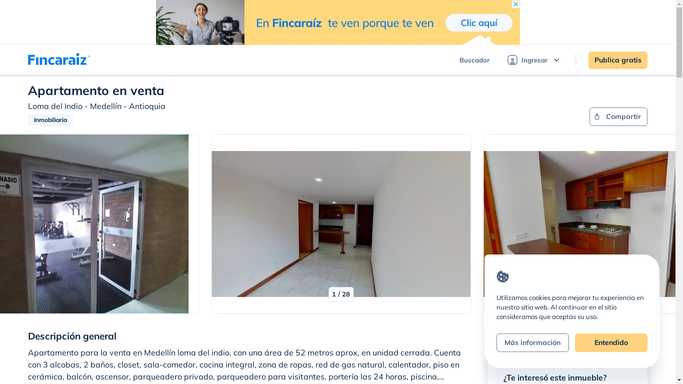 En Fincaraíz te ven porque te ven
Clic aquí
Fincaraiz
Buscador
Ingresar
Publica gratis
Apartamento en venta
Loma del Indio - Medellín - Antioquia
Inmobiliaria
Compartir
NASIO
1 / 28
Utilizamos cookies para mejorar tu experiencia en
nuestro sitio web. Al continuar en el sitio
consideramos que aceptas su uso.
Más información
Entendido
Descripción general
Apartamento para la venta en Medellín loma del indio, con una área de 52 metros aprox, en unidad cerrada. Cuenta
con 3 alcobas, 2 baños, closet, sala-comedor, cocina integral, zona de ropas, red de gas natural, calentador, piso en
cerámica, balcón, ascensor, parqueadero privado, parqueadero para visitantes, portería las 24 horas, piscina,...
¿Te interesó este inmueble?